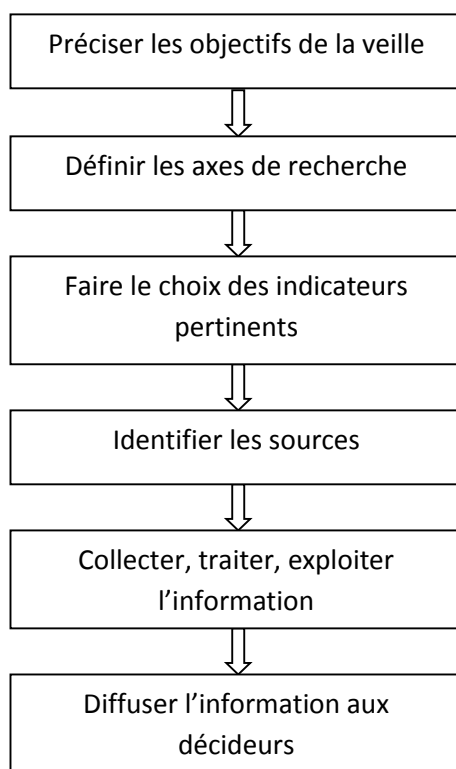 Préciser les objectifs de la veille
Définir les axes de recherche
Faire le choix des indicateurs
pertinents
Identifier les sources
Collecter, traiter, exploiter
l’information
Diffuser l’information aux
décideurs